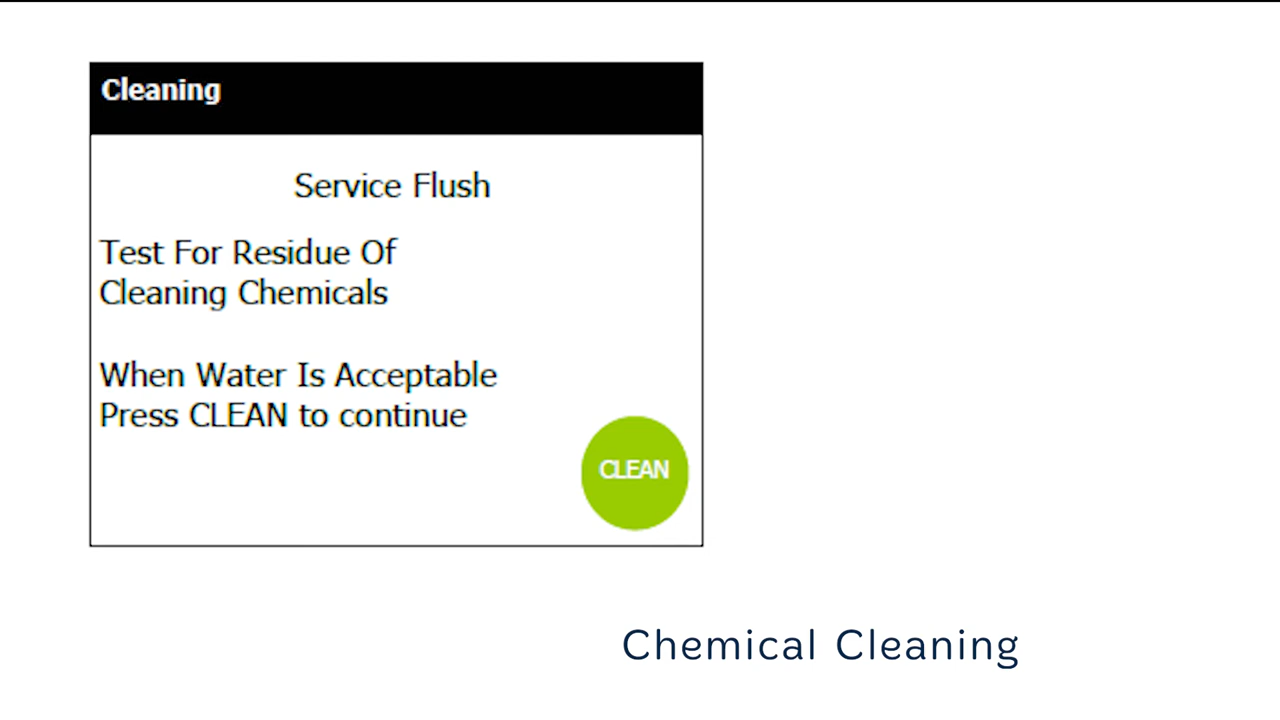 Cleaning
Service Flush
Test For Residue Of
Cleaning Chemicals
When Water Is Acceptable
Press CLEAN to continue
CLEAN
Chemical Cleaning